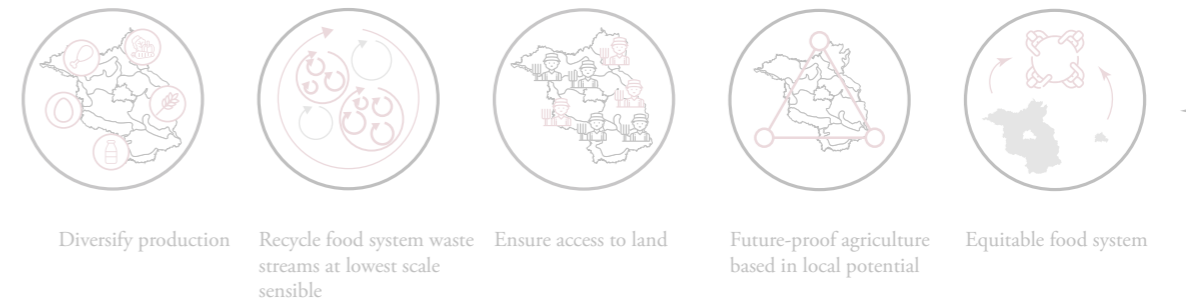 Diversify production
Recycle food system waste
streams at lowest scale
sensible
Ensure access to land
Future-proof agriculture
based in local potential
Equitable food system